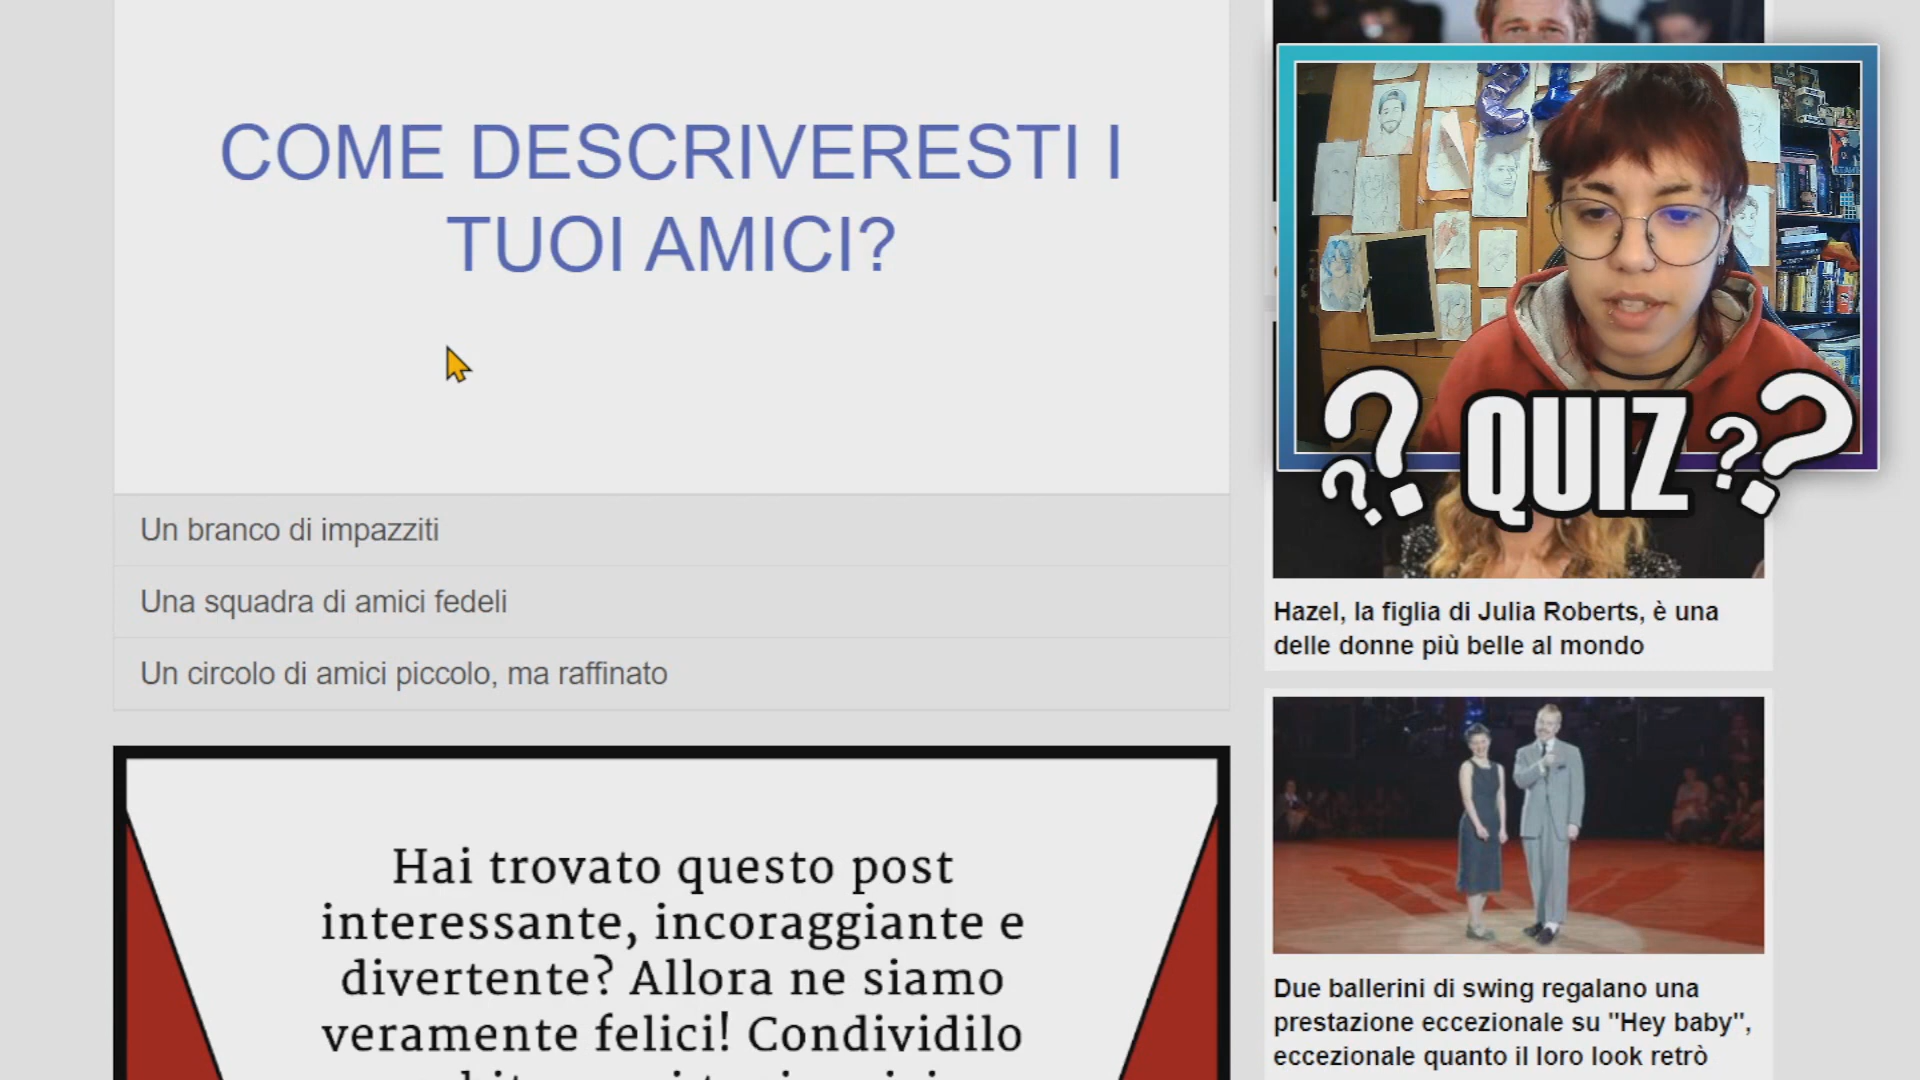 COME DESCRIVERESTI I
TUOI AMICI?
Un branco di impazziti
Una squadra di amici fedeli
Un circolo di amici piccolo, ma raffinato
Hai trovato questo post
interessante, incoraggiante e
divertente? Allora ne siamo
veramente felici! Condividilo
? ? QUIZ ? ?
Hazel, la figlia di Julia Roberts, è una
delle donne più belle al mondo
Due ballerini di swing regalano una
prestazione eccezionale su "Hey baby",
eccezionale quanto il loro look retrò